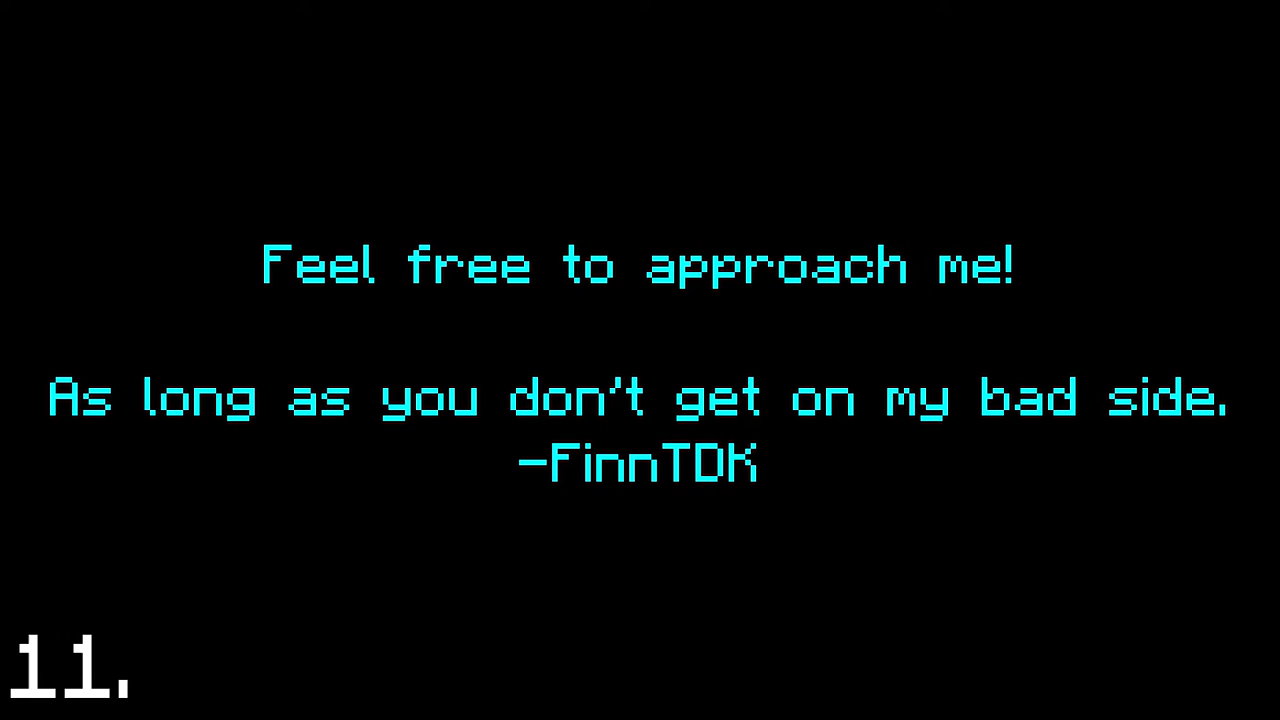 Feel free to approach me!
As long as you don't get on my bad side.
-FinnTDK
11.